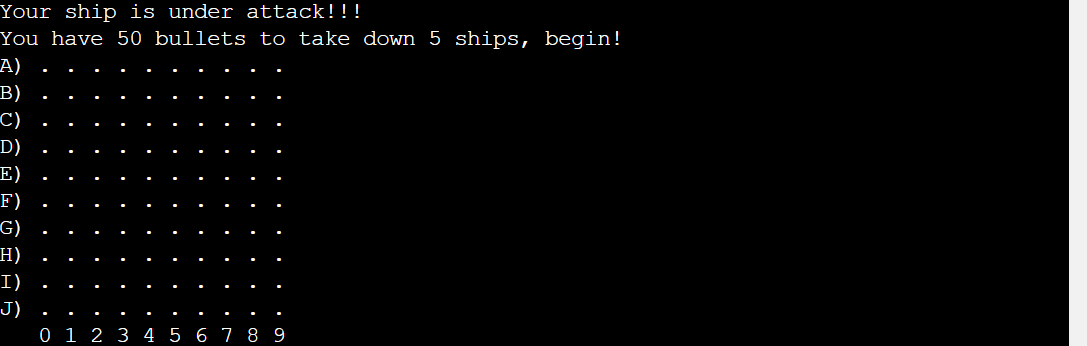 Your ship is under attack!!!
You have 50 bullets to take down 5 ships, begin!
A) . . . . . . . . . .
B) . . . . . . . . . .
C) . . . . . . . . . .
D) . . . . . . . . . .
E) . . . . . . . . . .
F) . . . . . . . . . .
G) . . . . . . . . . .
H) . . . . . . . . . .
I) . . . . . . . . . .
J) . . . . . . . . . .
0 1 2 3 4 5 6 7 8 9